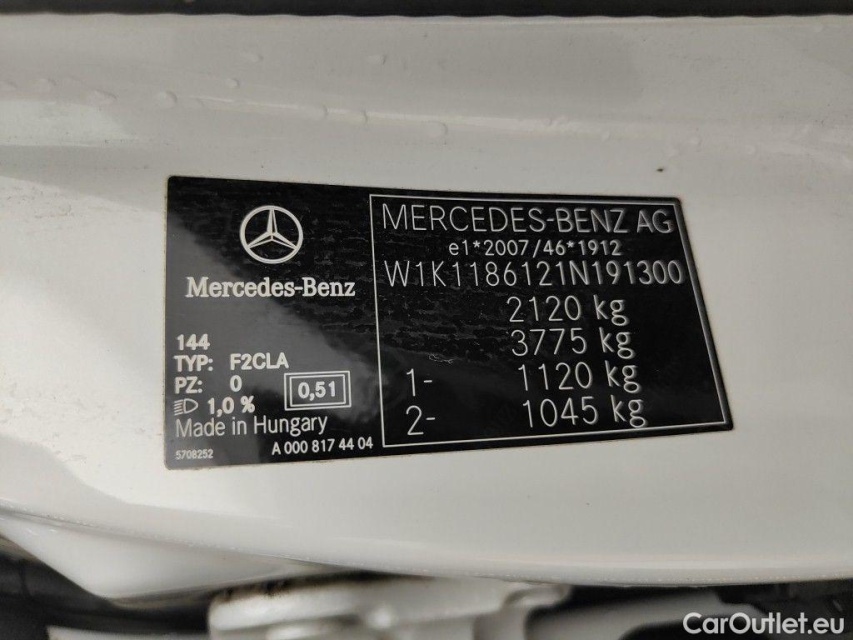 Mercedes-Benz
144
TYP: F2CLA
PZ: 0
0,51
1,0 %
Made in Hungary
5708252
A 000 817 44 04
MERCEDES-BENZ AG
e1*2007/46*1912
W1K1186121N191300
2120 kg
3775 kg
1- 1120 kg
2- 1045 kg
CarOutlet.eu